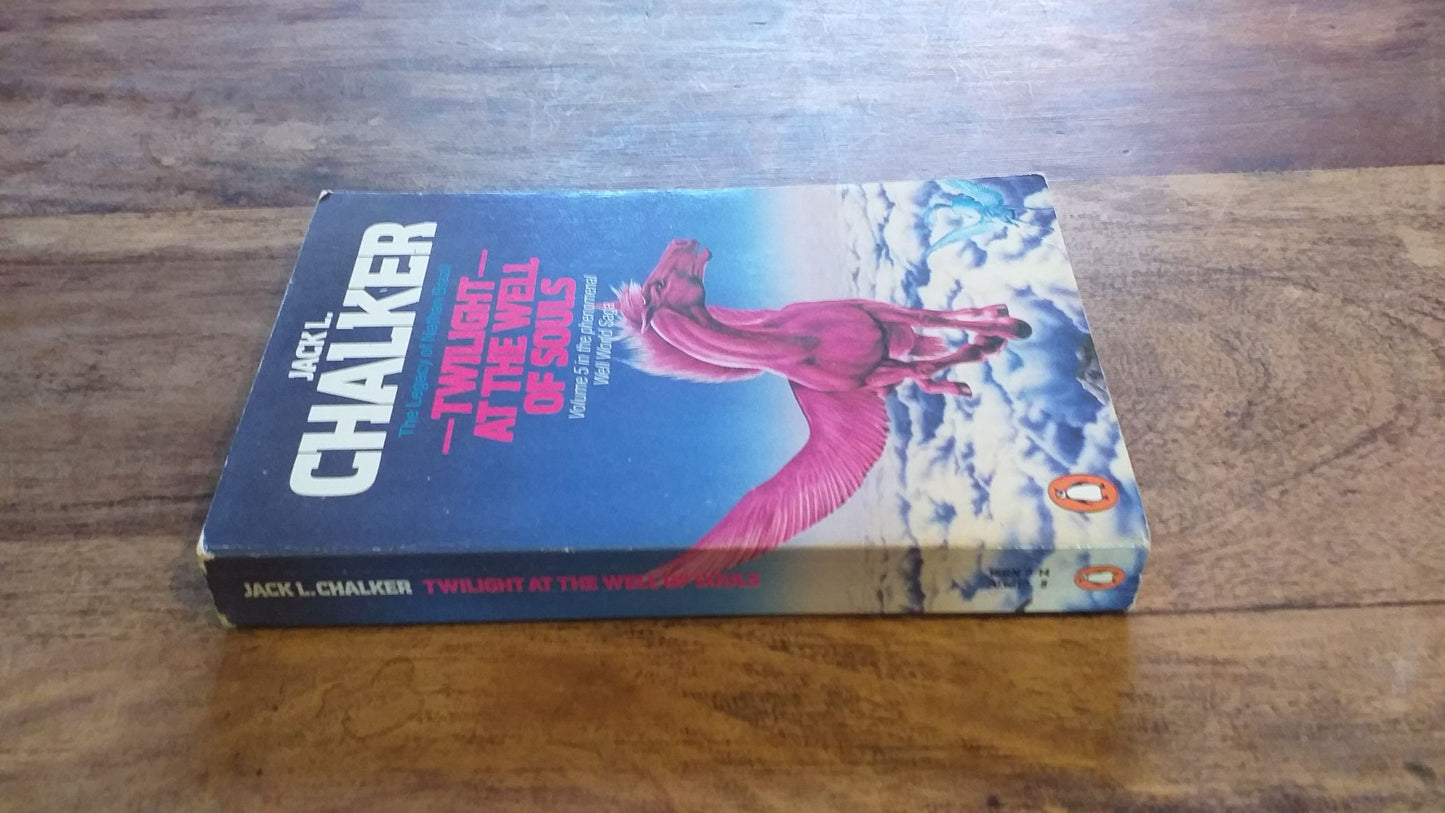 JACK L.
CHALKER
The Legacy of Nathan Brazil
—TWILIGHT—
AT THE WELL
OF SOULS
Volume 5 in the phenomenal
Well World Saga
JACK L. CHALKER TWILIGHT AT THE WELL OF SOULS